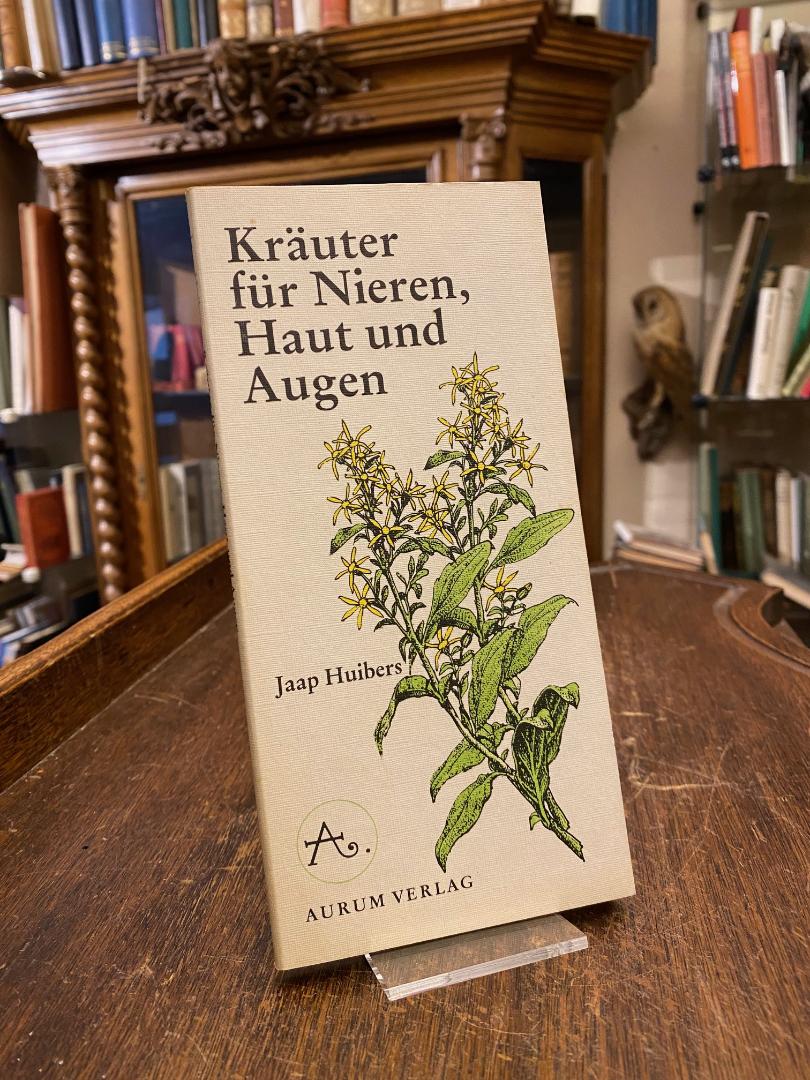 Kräuter
für Nieren,
Haut und
Augen
Jaap Huibers
A.
AURUM VERLAG